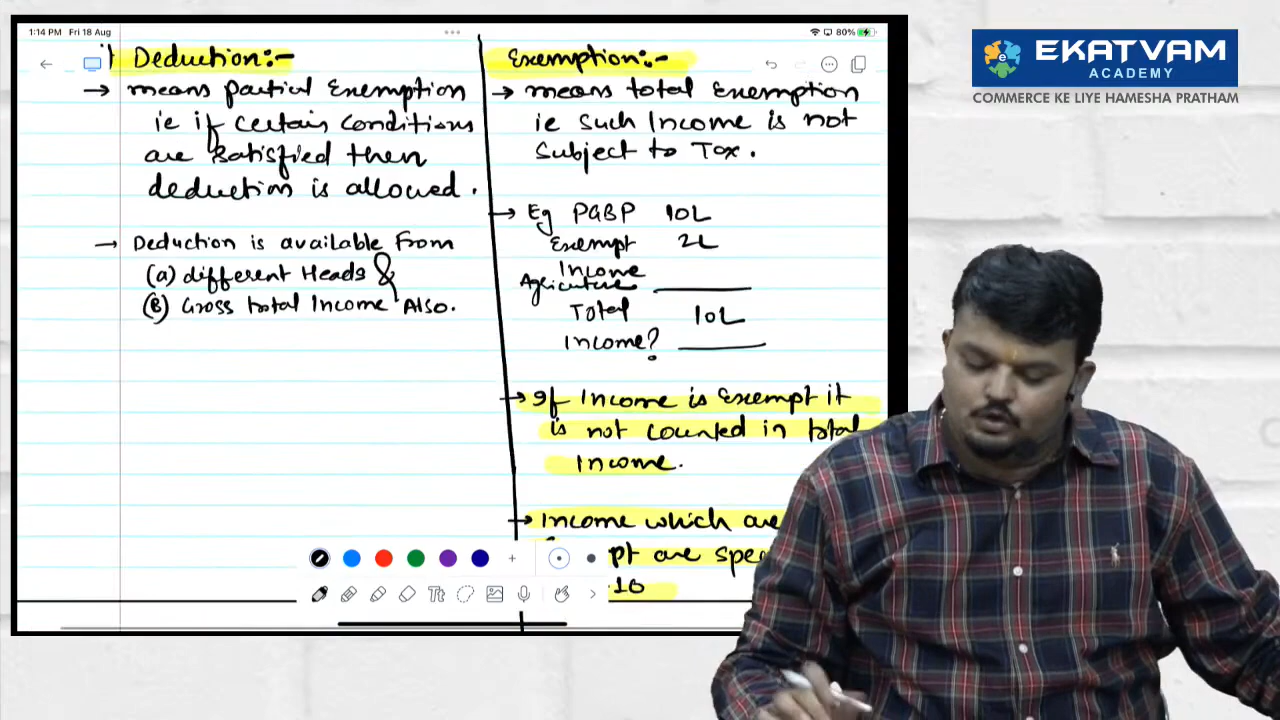 1:14 PM Fri 18 Aug
80%
Deduction:-
→ means partial Exemption
ie if certain conditions
are satisfied then
deduction is allowed.
→ Deduction is available from
(a) different Heads &
(B) Gross total Income Also.
Exemption:-
→ means total Exemption
ie such Income is not
Subject to Tax.
→ Eg PGBP 10L
Exempt 2L
Income
Agriculture
Total 10L
Income?
→ If Income is Exempt it
is not counted in total
Income.
→ Income which are
pt are spec
10
Tt
EKATVAM
ACADEMY
COMMERCE KE LIYE HAMESHA PRATHAM